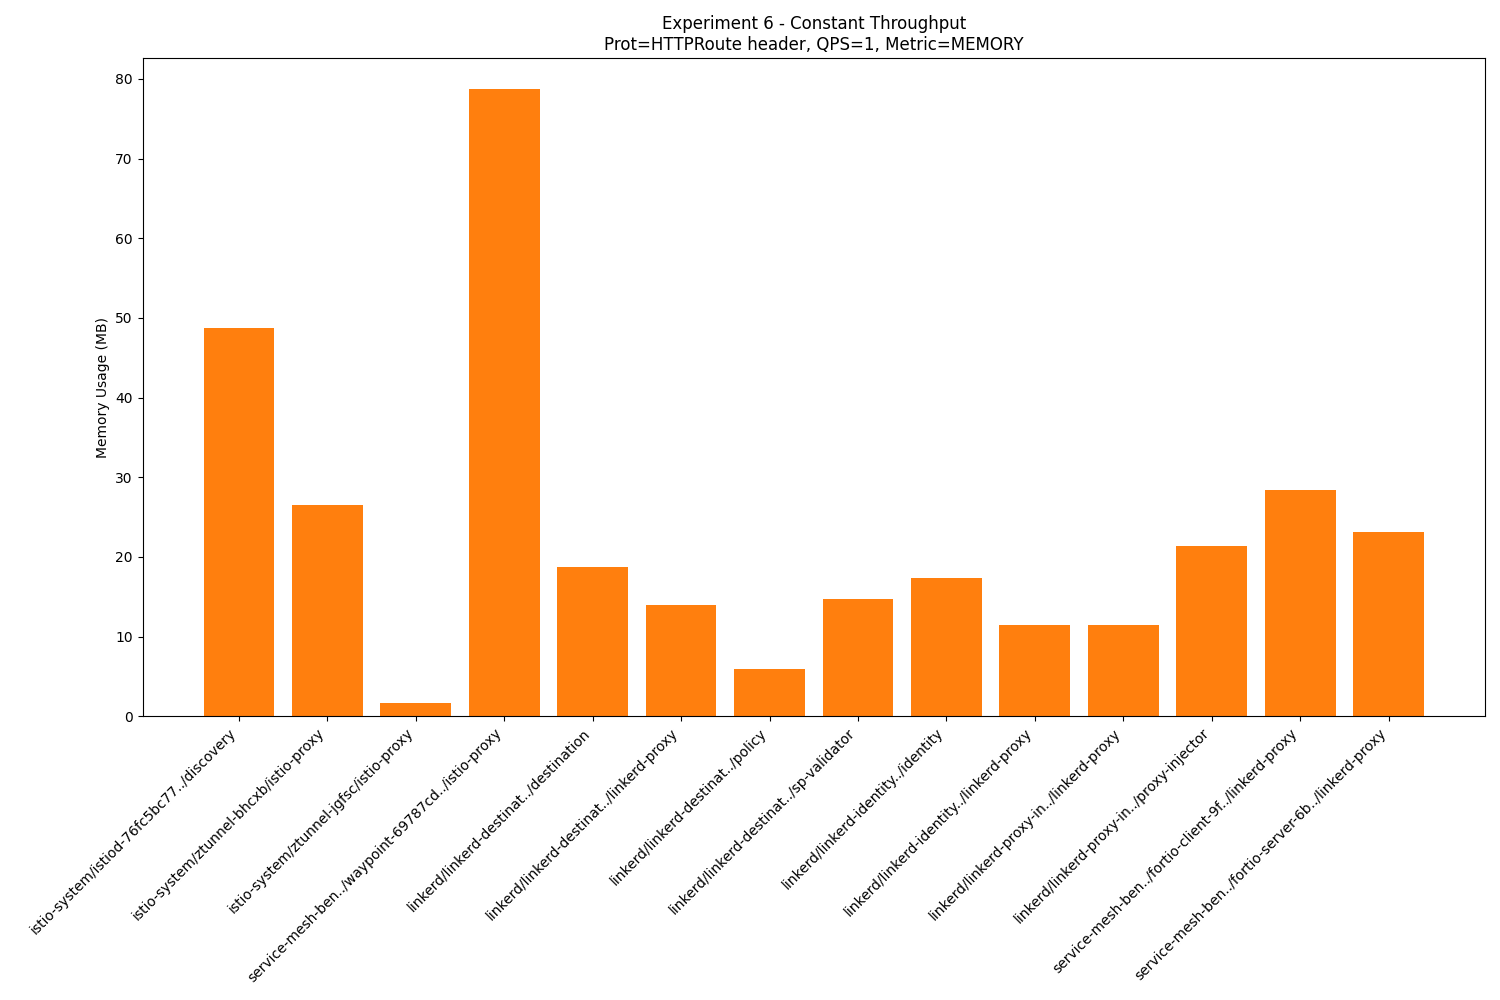 Experiment 6 - Constant Throughput
Prot=HTTPRoute header, QPS=1, Metric=MEMORY
Memory Usage (MB)
80
70
60
50
40
30
20
10
0
istio-system/istiod-76fc5bc77../discovery
istio-system/ztunnel-bhcxb/istio-proxy
istio-system/ztunnel-jgfsc/istio-proxy
service-mesh-ben../waypoint-69787cd../istio-proxy
linkerd/linkerd-destinat../destination
linkerd/linkerd-destinat../linkerd-proxy
linkerd/linkerd-destinat../policy
linkerd/linkerd-destinat../sp-validator
linkerd/linkerd-identity../identity
linkerd/linkerd-identity../linkerd-proxy
linkerd/linkerd-proxy-in../linkerd-proxy
linkerd/linkerd-proxy-in../proxy-injector
service-mesh-ben../fortio-client-9f../linkerd-proxy
service-mesh-ben../fortio-server-6b../linkerd-proxy